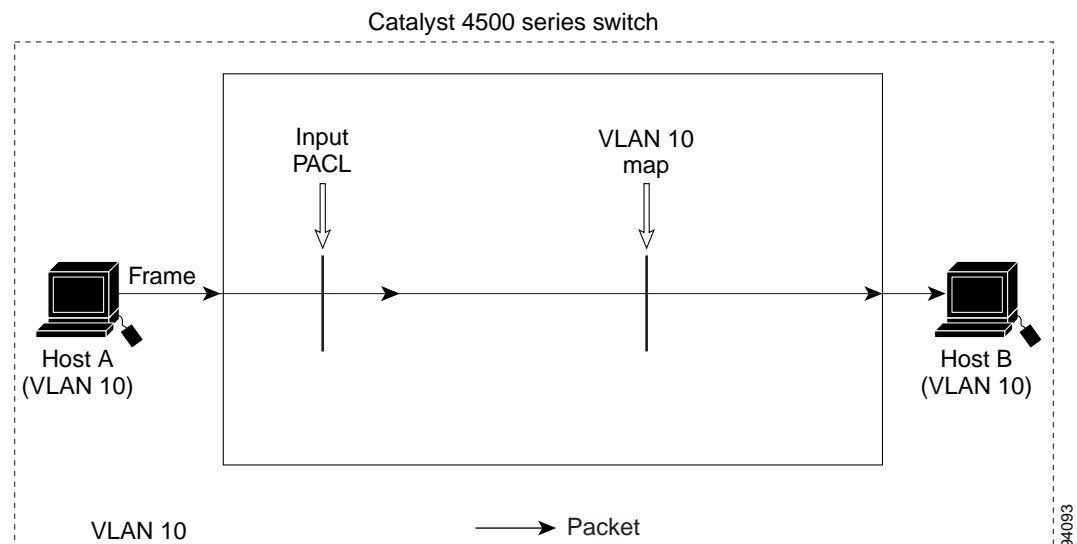 Catalyst 4500 series switch
Input
PACL
VLAN 10
map
Frame
Host A
(VLAN 10)
Host B
(VLAN 10)
VLAN 10
Packet
94093